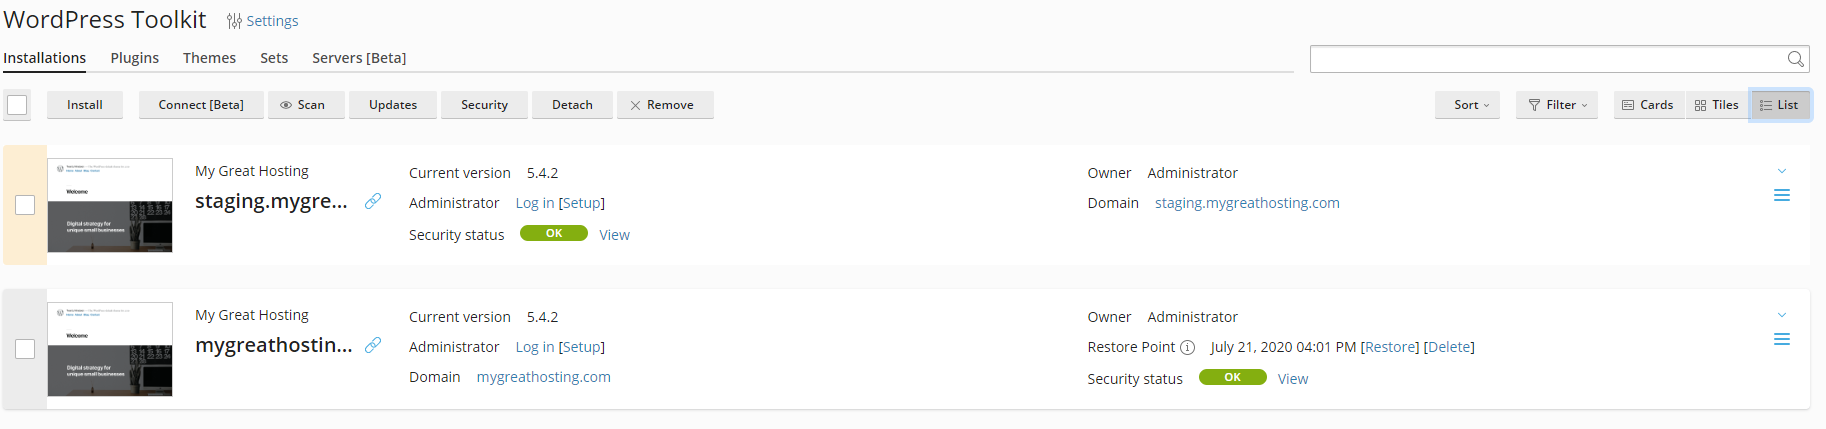 WordPress Toolkit Settings
Installations Plugins Themes Sets Servers [Beta]
Install Connect [Beta] Scan Updates Security Detach Remove Sort Filter Cards Tiles List
My Great Hosting
staging.mygre...
Current version 5.4.2
Administrator Log in [Setup]
Security status OK View
Owner Administrator
Domain staging.mygreathosting.com
Welcome
Digital strategy for
unique small businesses
My Great Hosting
mygreathostin...
Current version 5.4.2
Administrator Log in [Setup]
Domain mygreathosting.com
Owner Administrator
Restore Point July 21, 2020 04:01 PM [Restore] [Delete]
Security status OK View
Welcome
Digital strategy for
unique small businesses